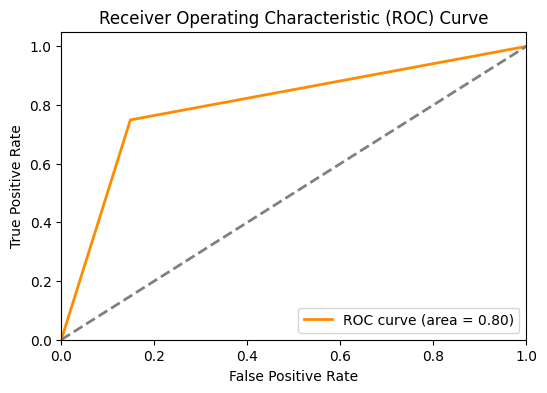 Receiver Operating Characteristic (ROC) Curve
1.0
0.8
0.6
0.4
0.2
0.0
True Positive Rate
ROC curve (area = 0.80)
0.0 0.2 0.4 0.6 0.8 1.0
False Positive Rate